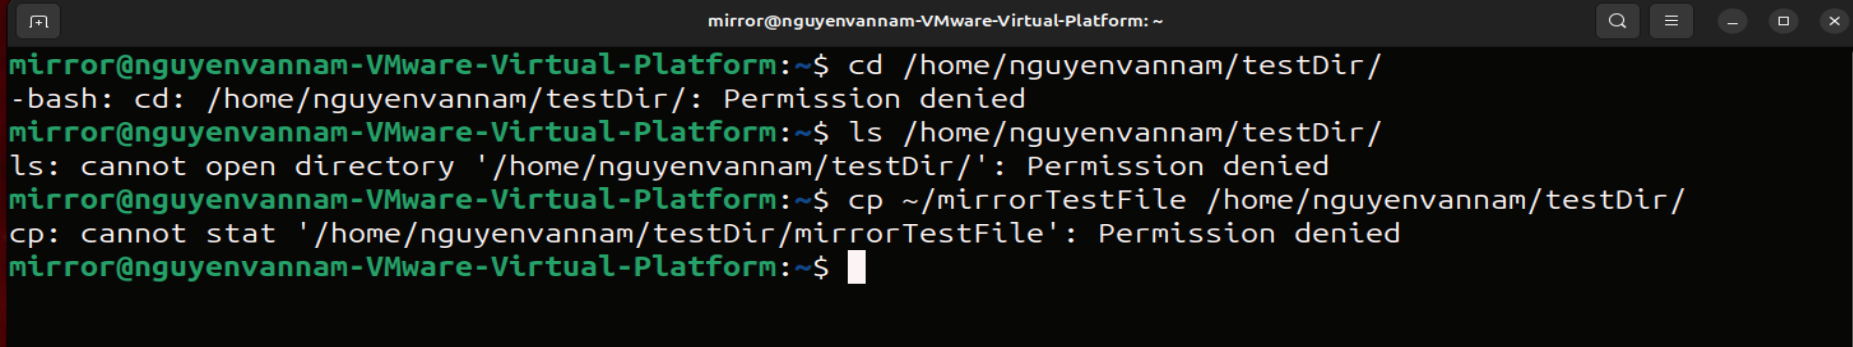 mirror@nguyenvannam-VMware-Virtual-Platform: ~
mirror@nguyenvannam-VMware-Virtual-Platform:~$ cd /home/nguyenvannam/testDir/
-bash: cd: /home/nguyenvannam/testDir/: Permission denied
mirror@nguyenvannam-VMware-Virtual-Platform:~$ ls /home/nguyenvannam/testDir/
ls: cannot open directory '/home/nguyenvannam/testDir/': Permission denied
mirror@nguyenvannam-VMware-Virtual-Platform:~$ cp ~/mirrorTestFile /home/nguyenvannam/testDir/
cp: cannot stat '/home/nguyenvannam/testDir/mirrorTestFile': Permission denied
mirror@nguyenvannam-VMware-Virtual-Platform:~$